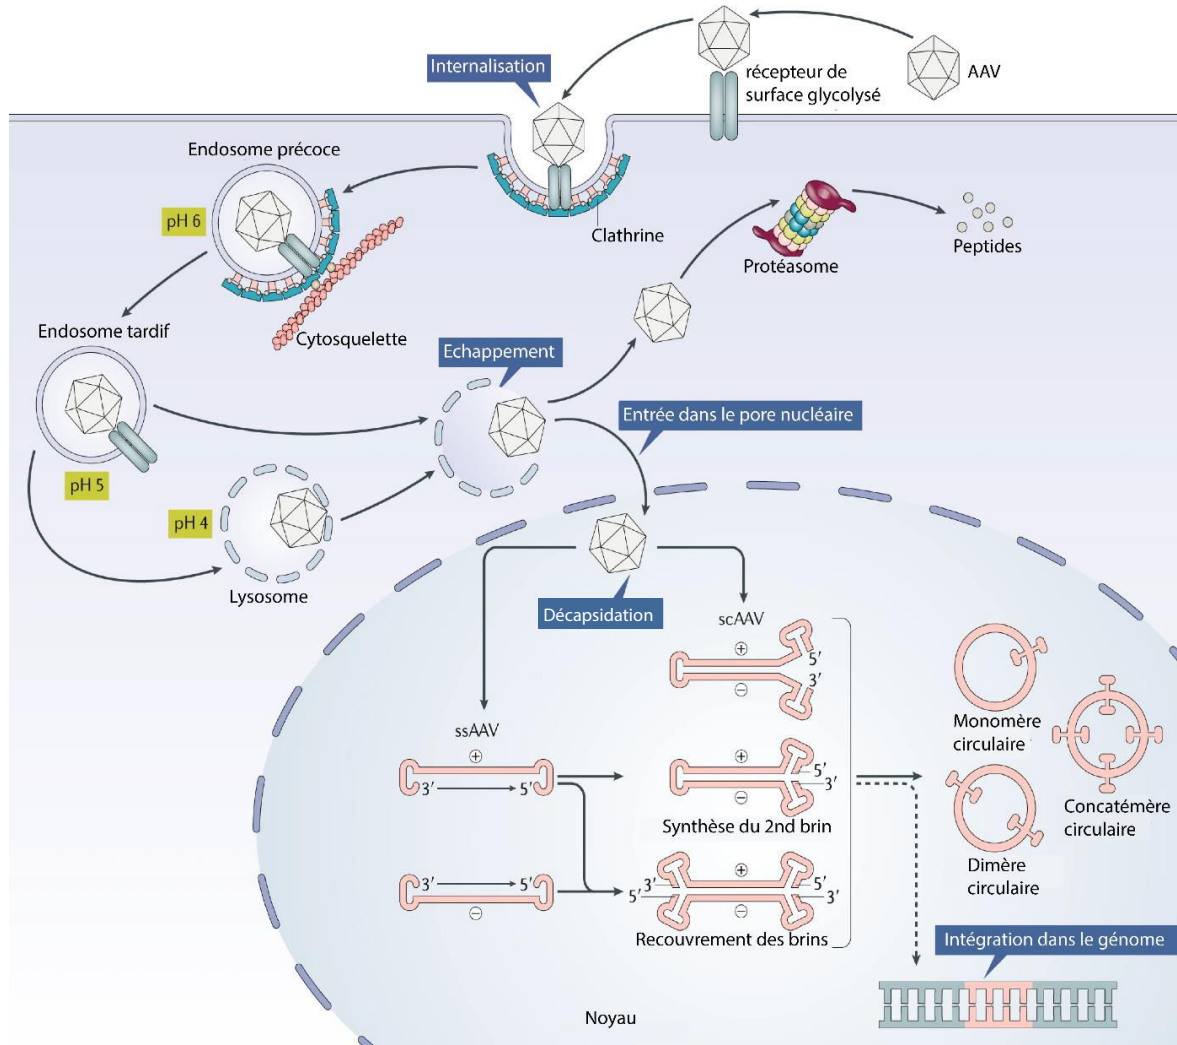 AAV
récepteur de
surface glycolysé
Internalisation
Endosome précoce
pH 6
Clathrine
Protéasome
Peptides
Cytosquelette
Endosome tardif
pH 5
Echappement
Entrée dans le pore nucléaire
pH 4
Lysosome
Décapsidation
scAAV
+
5′
3′
−
ssAAV
+
3′
5′
+
5′
3′
−
Synthèse du 2nd brin
3′
5′
−
+
3′
5′
5′
3′
−
Recouvrement des brins
Monomère
circulaire
Concatémère
circulaire
Dimère
circulaire
Intégration dans le génome
Noyau